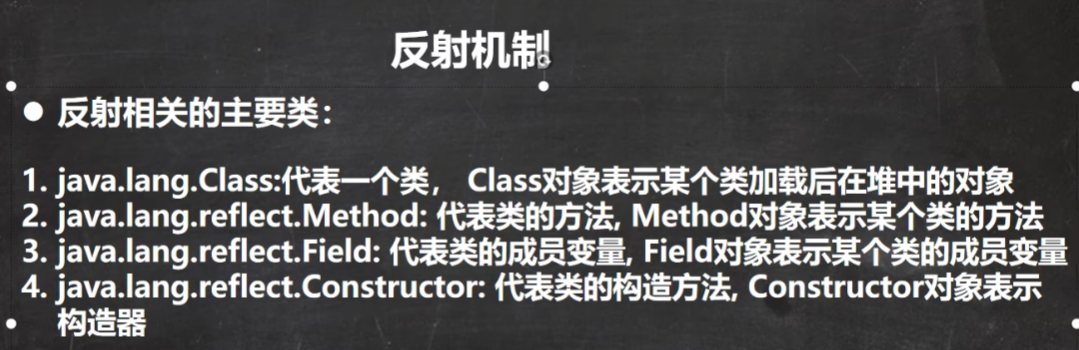 反射机制
● 反射相关的主要类：
1. java.lang.Class:代表一个类， Class对象表示某个类加载后在堆中的对象
2. java.lang.reflect.Method: 代表类的方法, Method对象表示某个类的方法
3. java.lang.reflect.Field: 代表类的成员变量, Field对象表示某个类的成员变量
4. java.lang.reflect.Constructor: 代表类的构造方法, Constructor对象表示
构造器